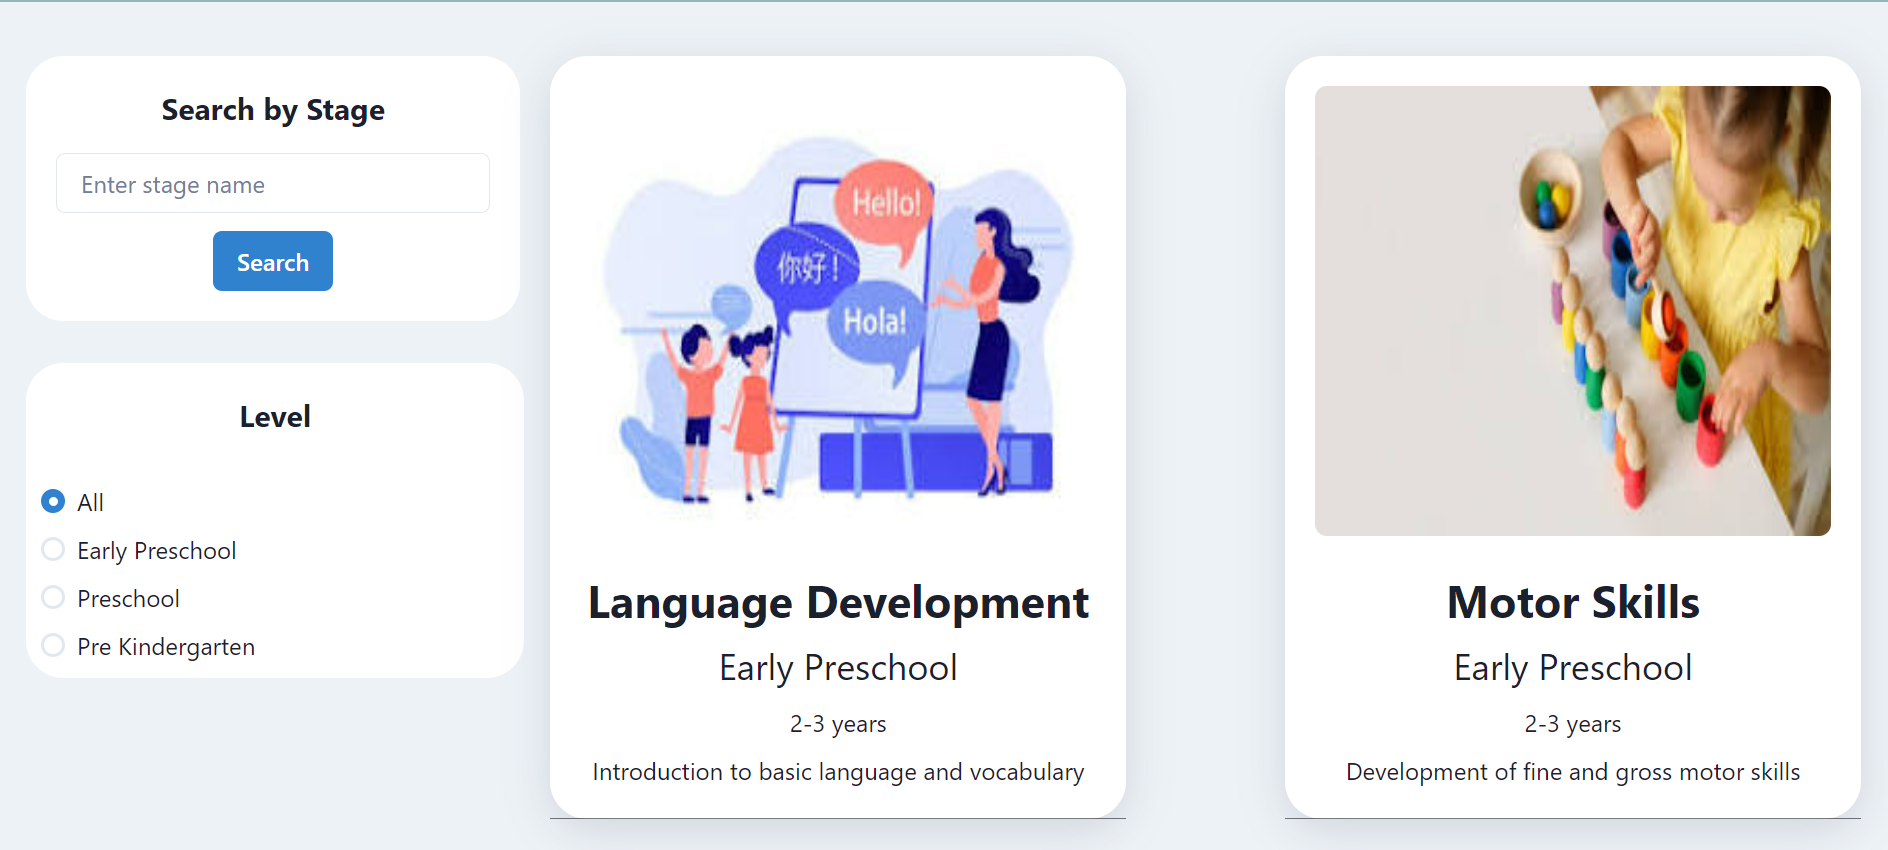 Search by Stage
Enter stage name
Search
Level
All
Early Preschool
Preschool
Pre Kindergarten
Hello!
你好！
Hola!
Language Development
Early Preschool
2-3 years
Introduction to basic language and vocabulary
Motor Skills
Early Preschool
2-3 years
Development of fine and gross motor skills